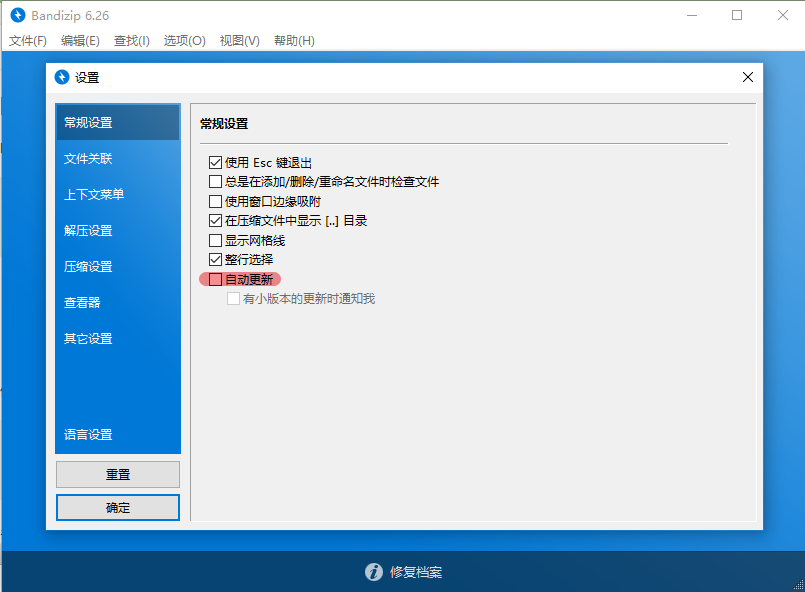 Bandizip 6.26
文件(F) 编辑(E) 查找(I) 选项(O) 视图(V) 帮助(H)
设置
常规设置
文件关联
上下文菜单
解压设置
压缩设置
查看器
其它设置
语言设置
重置
确定
常规设置
使用 Esc 键退出
总是在添加/删除/重命名文件时检查文件
使用窗口边缘吸附
在压缩文件中显示 [..] 目录
显示网格线
整行选择
自动更新
有小版本的更新时通知我
修复档案